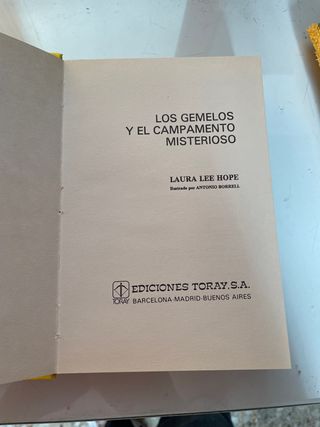 LOS GEMELOS
Y EL CAMPAMENTO
MISTERIOSO
LAURA LEE HOPE
Ilustrado por ANTONIO BORRELL
TORAY
EDICIONES TORAY, S.A.
BARCELONA-MADRID-BUENOS AIRES